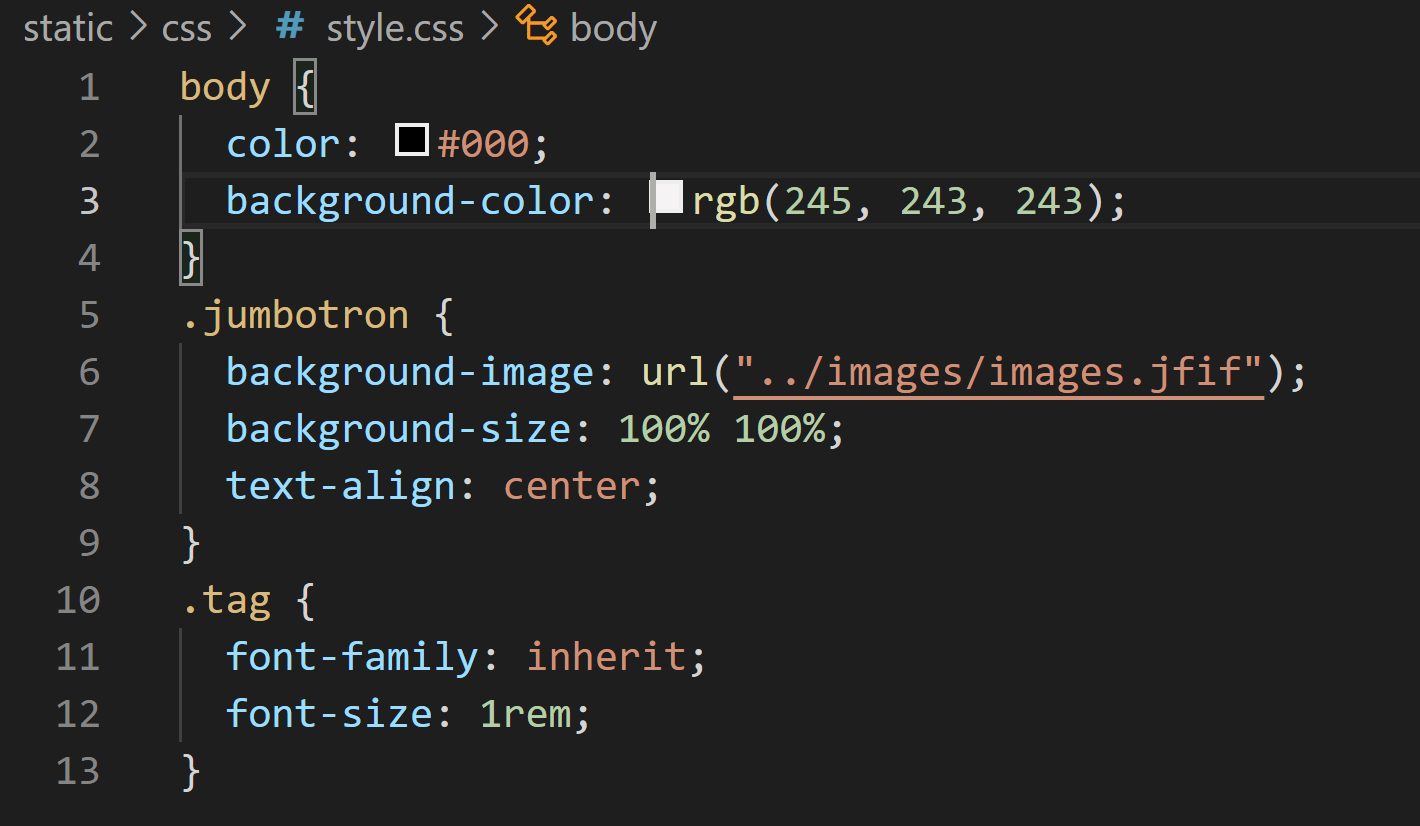 static > css > # style.css > body
1 body {
2   color: #000;
3   background-color: rgb(245, 243, 243);
4 }
5 .jumbotron {
6   background-image: url("../images/images.jfif");
7   background-size: 100% 100%;
8   text-align: center;
9 }
10 .tag {
11   font-family: inherit;
12   font-size: 1rem;
13 }